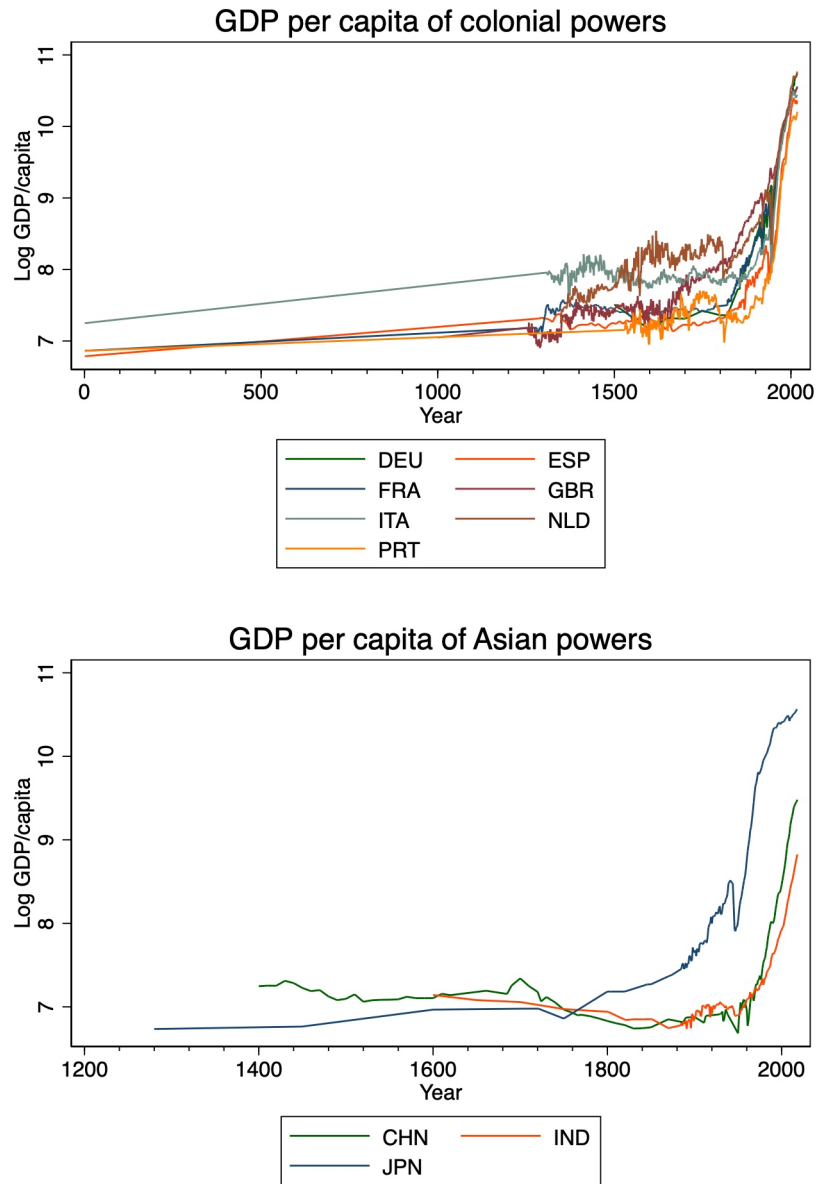 GDP per capita of colonial powers
11
10
9
8
7
Log GDP/capita
0 500 1000 1500 2000
Year
DEU ESP
FRA GBR
ITA NLD
PRT
GDP per capita of Asian powers
11
10
9
8
7
Log GDP/capita
1200 1400 1600 1800 2000
Year
CHN IND
JPN